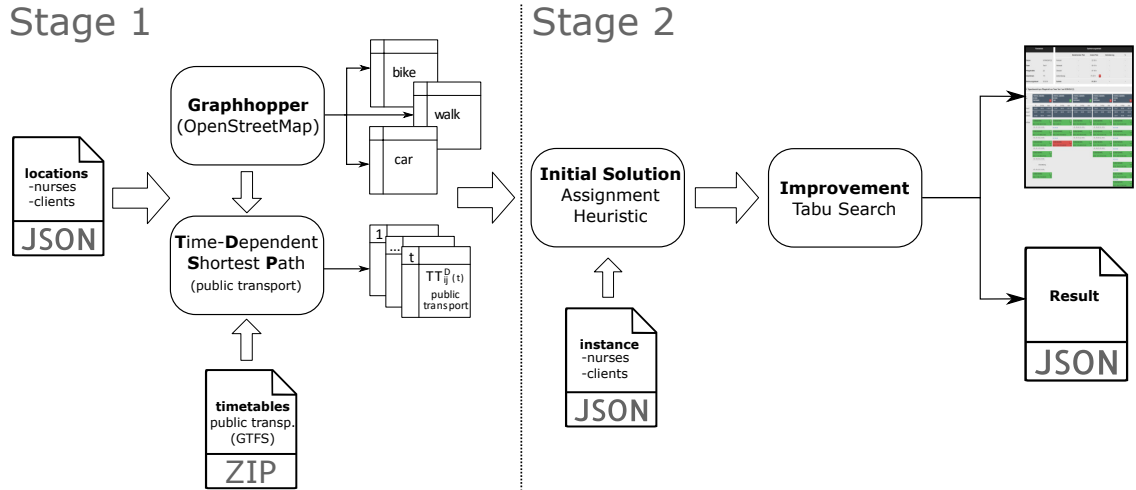 Stage 1
Stage 2
Graphhopper
(OpenStreetMap)
bike
walk
car
locations
-nurses
-clients
JSON
Time-Dependent
Shortest Path
(public transport)
1
...
t
TT^D_ij(t)
public
transport
timetables
public transp.
(GTFS)
ZIP
Initial Solution
Assignment
Heuristic
instance
-nurses
-clients
JSON
Improvement
Tabu Search
Result
JSON